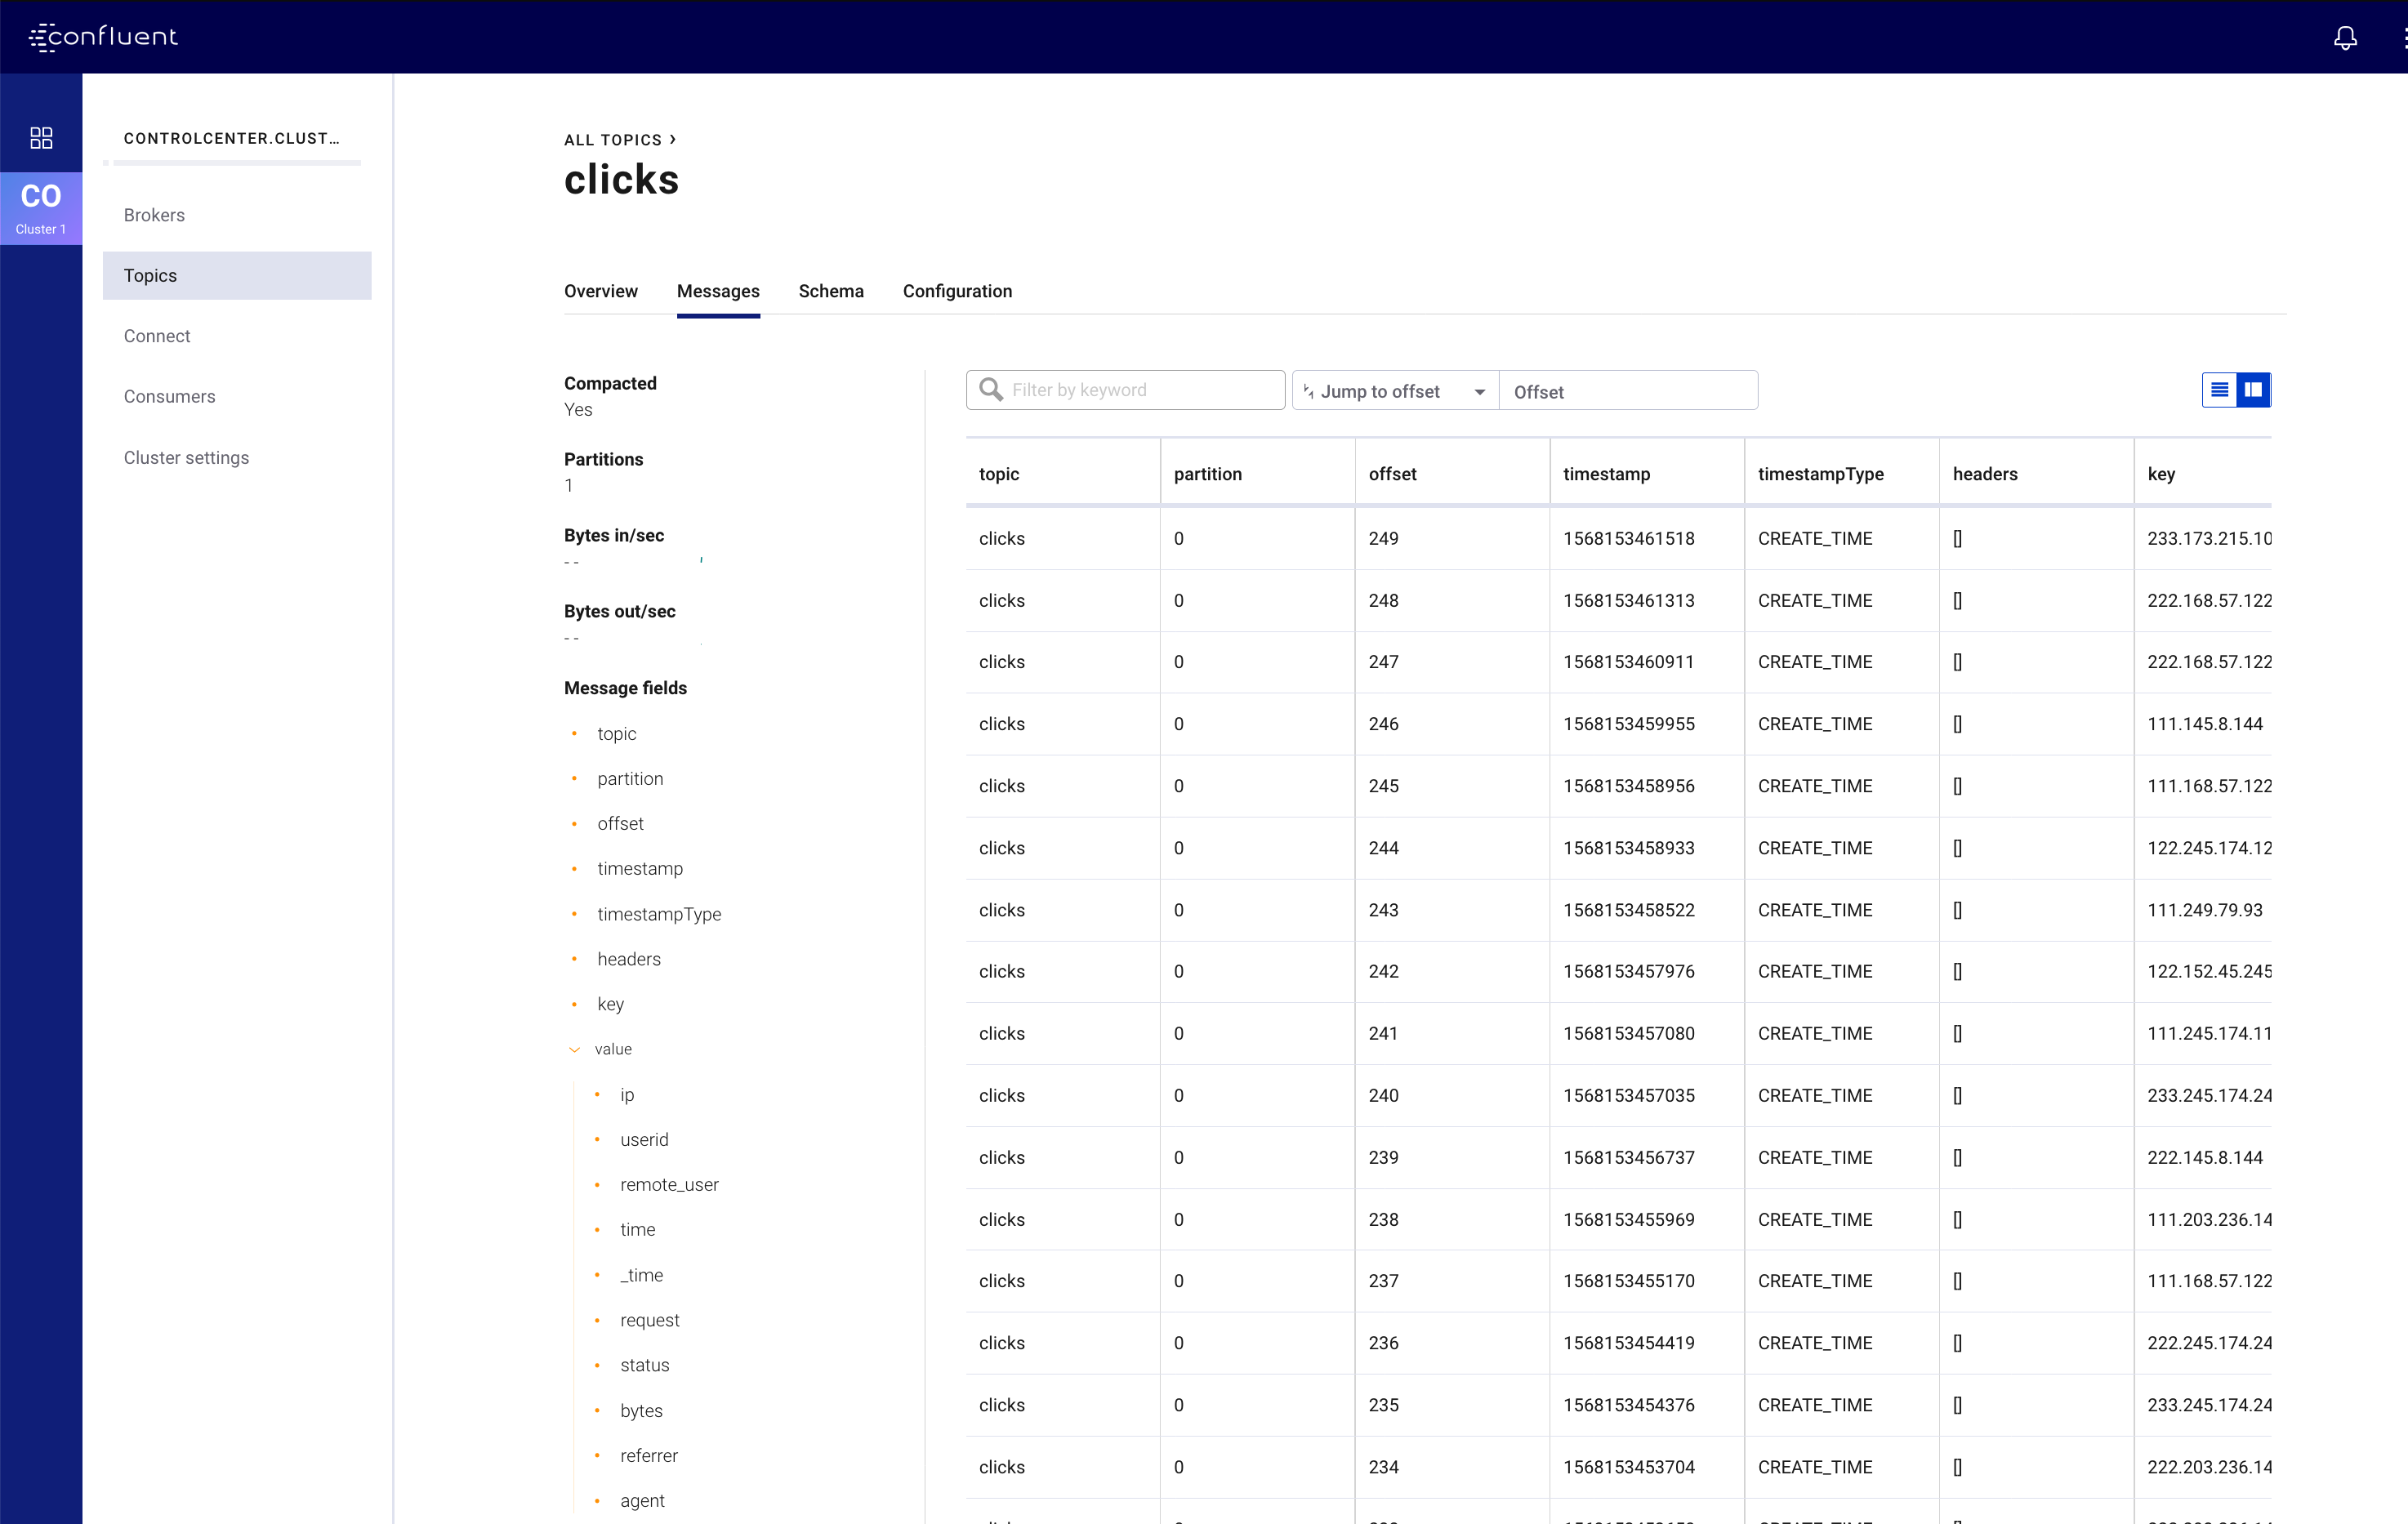 confluent
CO
Cluster 1
CONTROLCENTER.CLUST...
Brokers
Topics
Connect
Consumers
Cluster settings
ALL TOPICS ›
clicks
Overview Messages Schema Configuration
Compacted
Yes
Partitions
1
Bytes in/sec
--
Bytes out/sec
--
Message fields
topic
partition
offset
timestamp
timestampType
headers
key
value
ip
userid
remote_user
time
_time
request
status
bytes
referrer
agent
Filter by keyword Jump to offset Offset
topic partition offset timestamp timestampType headers key
clicks 0 249 1568153461518 CREATE_TIME [] 233.173.215.10
clicks 0 248 1568153461313 CREATE_TIME [] 222.168.57.122
clicks 0 247 1568153460911 CREATE_TIME [] 222.168.57.122
clicks 0 246 1568153459955 CREATE_TIME [] 111.145.8.144
clicks 0 245 1568153458956 CREATE_TIME [] 111.168.57.122
clicks 0 244 1568153458933 CREATE_TIME [] 122.245.174.12
clicks 0 243 1568153458522 CREATE_TIME [] 111.249.79.93
clicks 0 242 1568153457976 CREATE_TIME [] 122.152.45.245
clicks 0 241 1568153457080 CREATE_TIME [] 111.245.174.11
clicks 0 240 1568153457035 CREATE_TIME [] 233.245.174.24
clicks 0 239 1568153456737 CREATE_TIME [] 222.145.8.144
clicks 0 238 1568153455969 CREATE_TIME [] 111.203.236.14
clicks 0 237 1568153455170 CREATE_TIME [] 111.168.57.122
clicks 0 236 1568153454419 CREATE_TIME [] 222.245.174.24
clicks 0 235 1568153454376 CREATE_TIME [] 233.245.174.24
clicks 0 234 1568153453704 CREATE_TIME [] 222.203.236.14